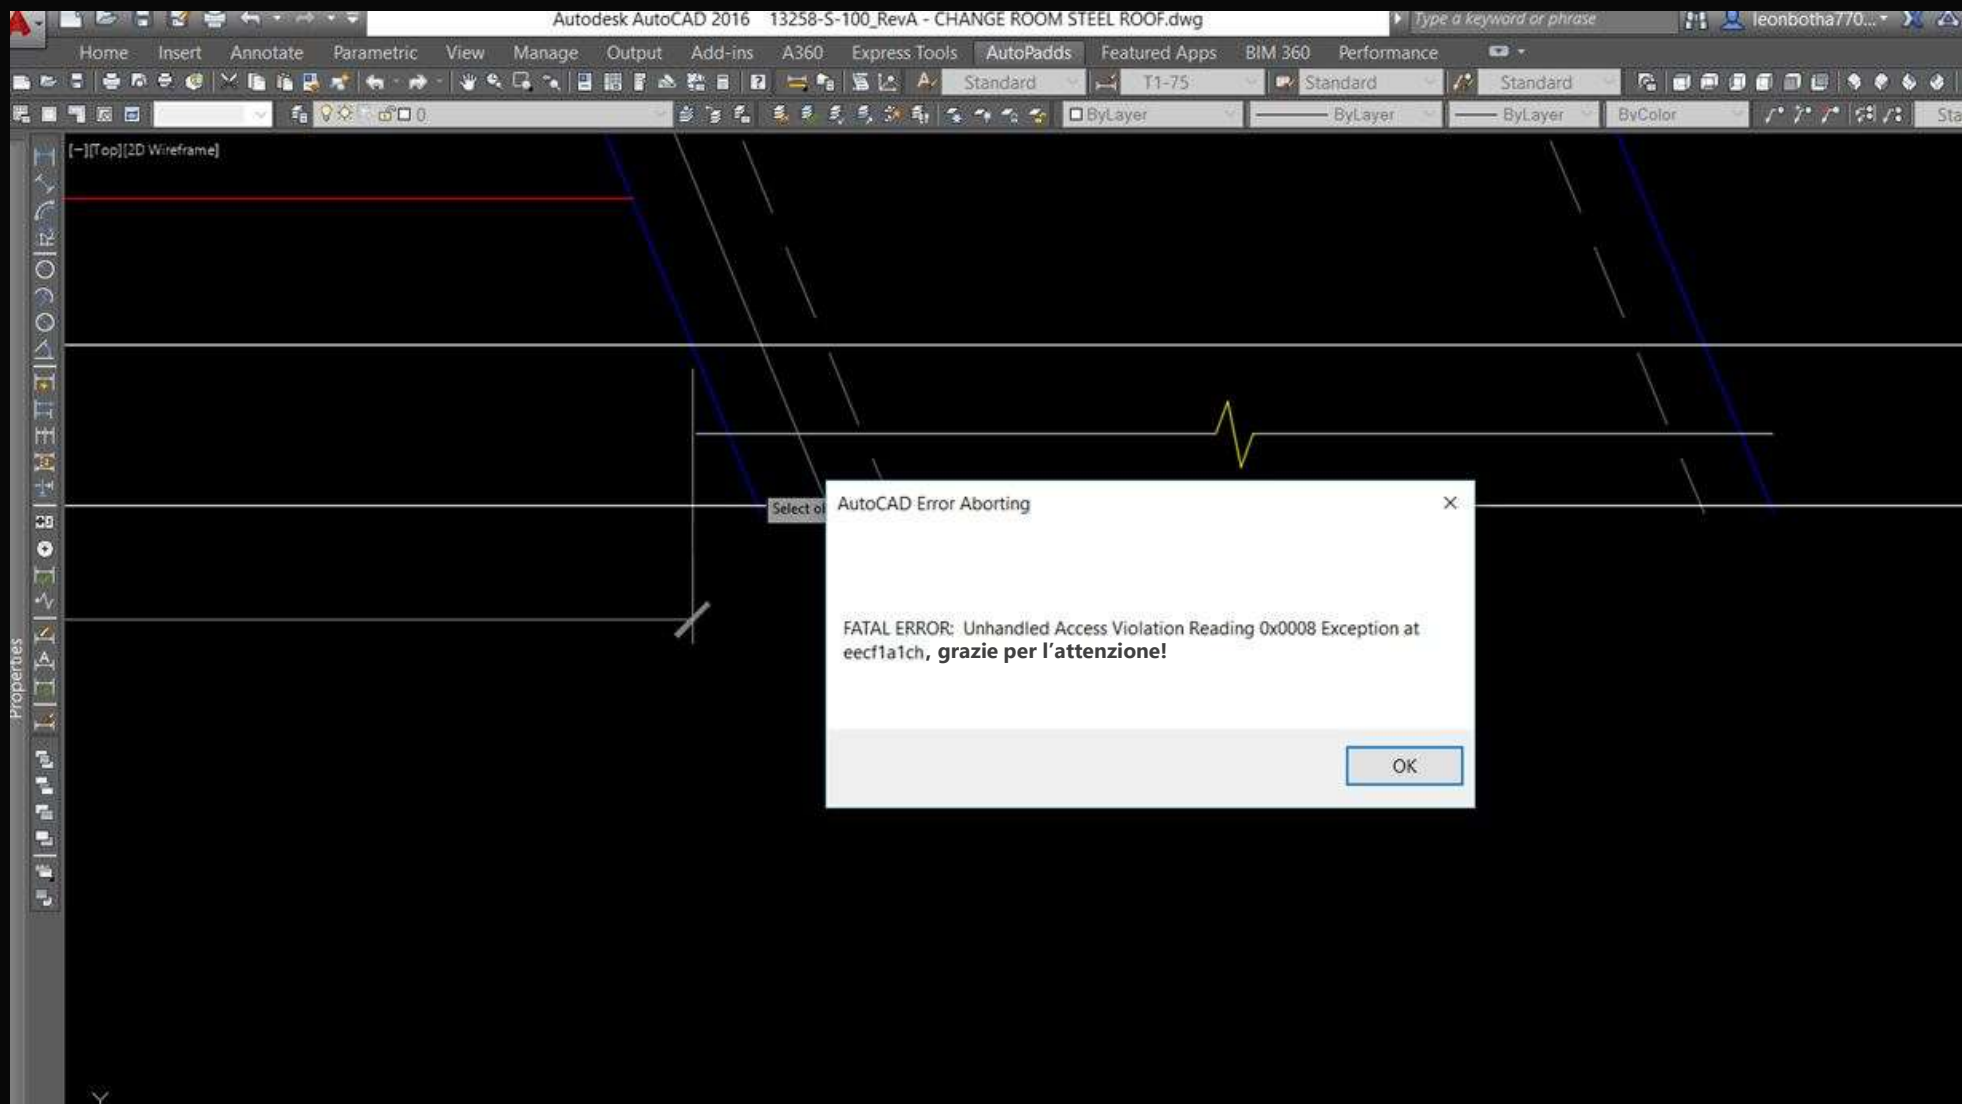 Autodesk AutoCAD 2016 13258-S-100_RevA - CHANGE ROOM STEEL ROOF.dwg
Type a keyword or phrase
leonbotha770...
Home Insert Annotate Parametric View Manage Output Add-ins A360 Express Tools AutoPadds Featured Apps BIM 360 Performance
Standard T1-75 Standard Standard
0 ByLayer ByLayer ByLayer ByColor Sta
[−][Top][2D Wireframe]
Select
AutoCAD Error Aborting
FATAL ERROR: Unhandled Access Violation Reading 0x0008 Exception at
eecf1a1ch, grazie per l'attenzione!
OK
Properties
Y